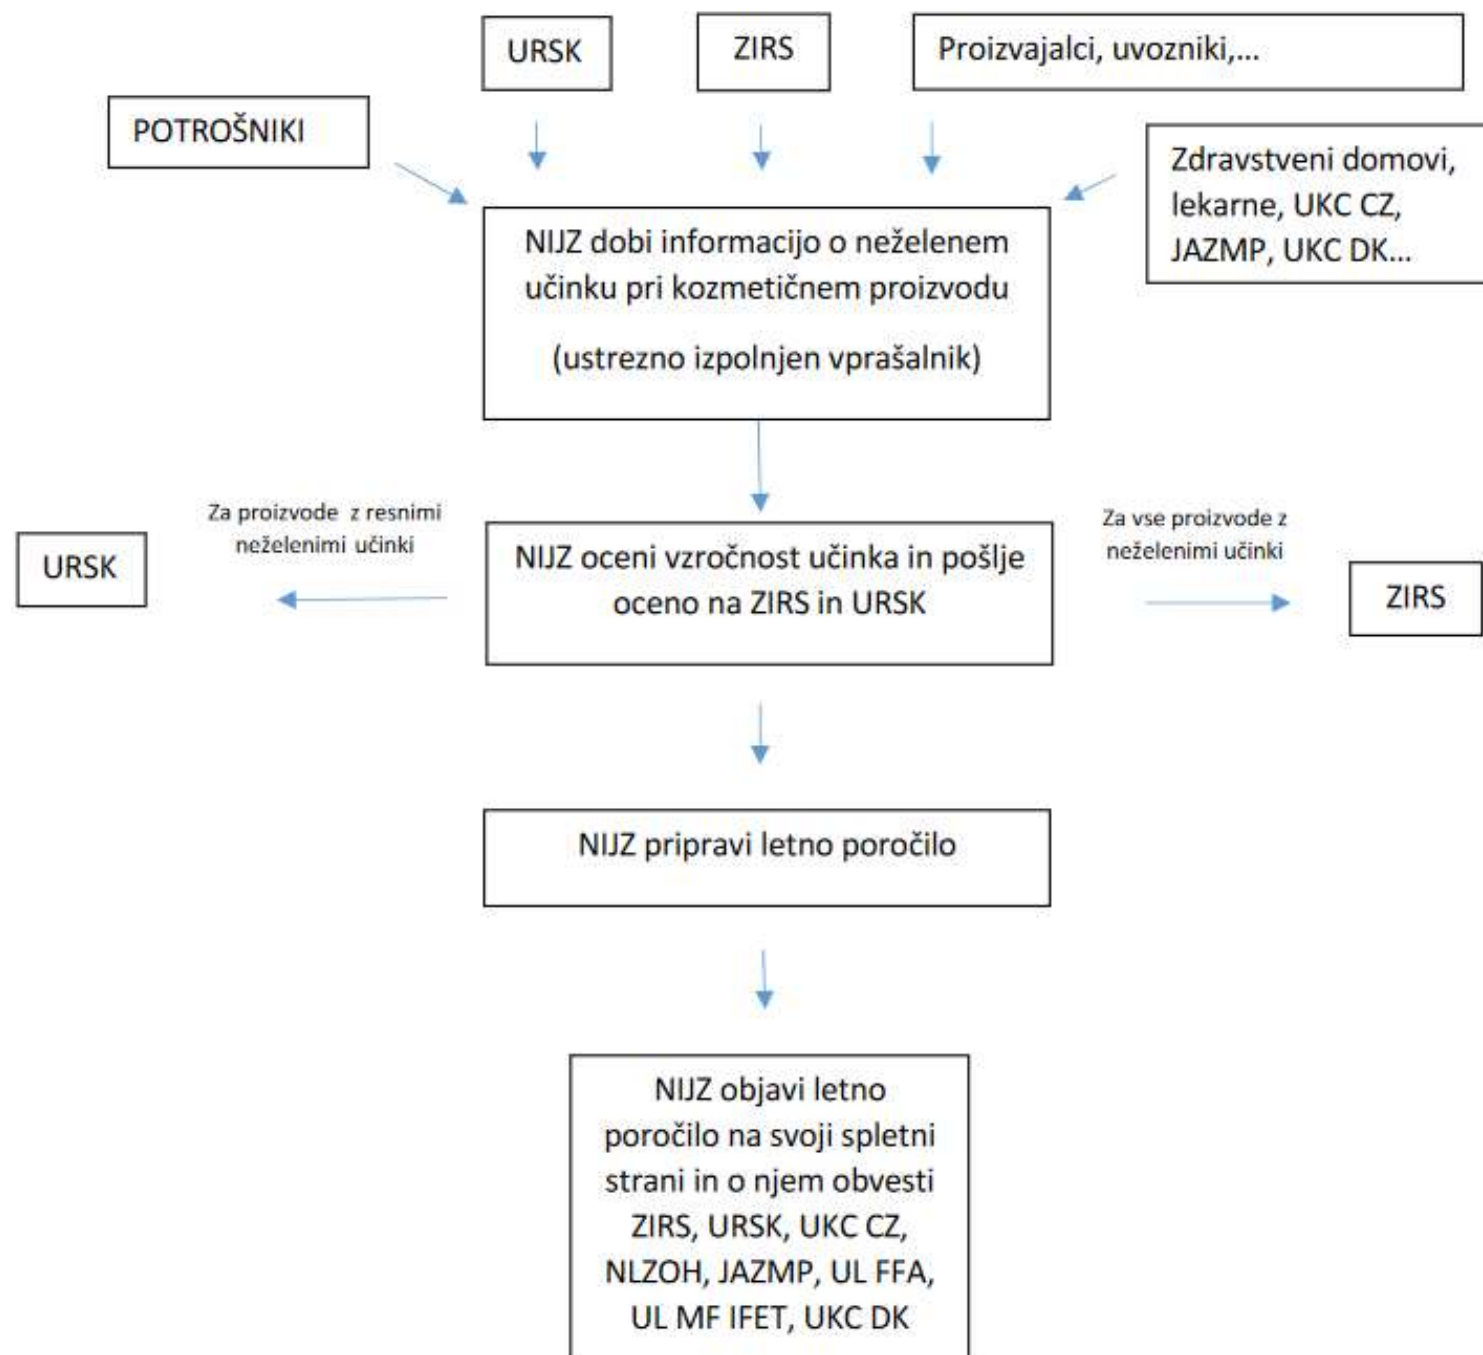 URSK
ZIRS
Proizvajalci, uvozniki,...
POTROŠNIKI
Zdravstveni domovi,
lekarne, UKC CZ,
JAZMP, UKC DK...
NIJZ dobi informacijo o neželenem
učinku pri kozmetičnem proizvodu
(ustrezno izpolnjen vprašalnik)
Za proizvode z resnimi
neželenimi učinki
URSK
NIJZ oceni vzročnost učinka in pošlje
oceno na ZIRS in URSK
Za vse proizvode z
neželenimi učinki
ZIRS
NIJZ pripravi letno poročilo
NIJZ objavi letno
poročilo na svoji spletni
strani in o njem obvesti
ZIRS, URSK, UKC CZ,
NLZOH, JAZMP, UL FFA,
UL MF IFET, UKC DK